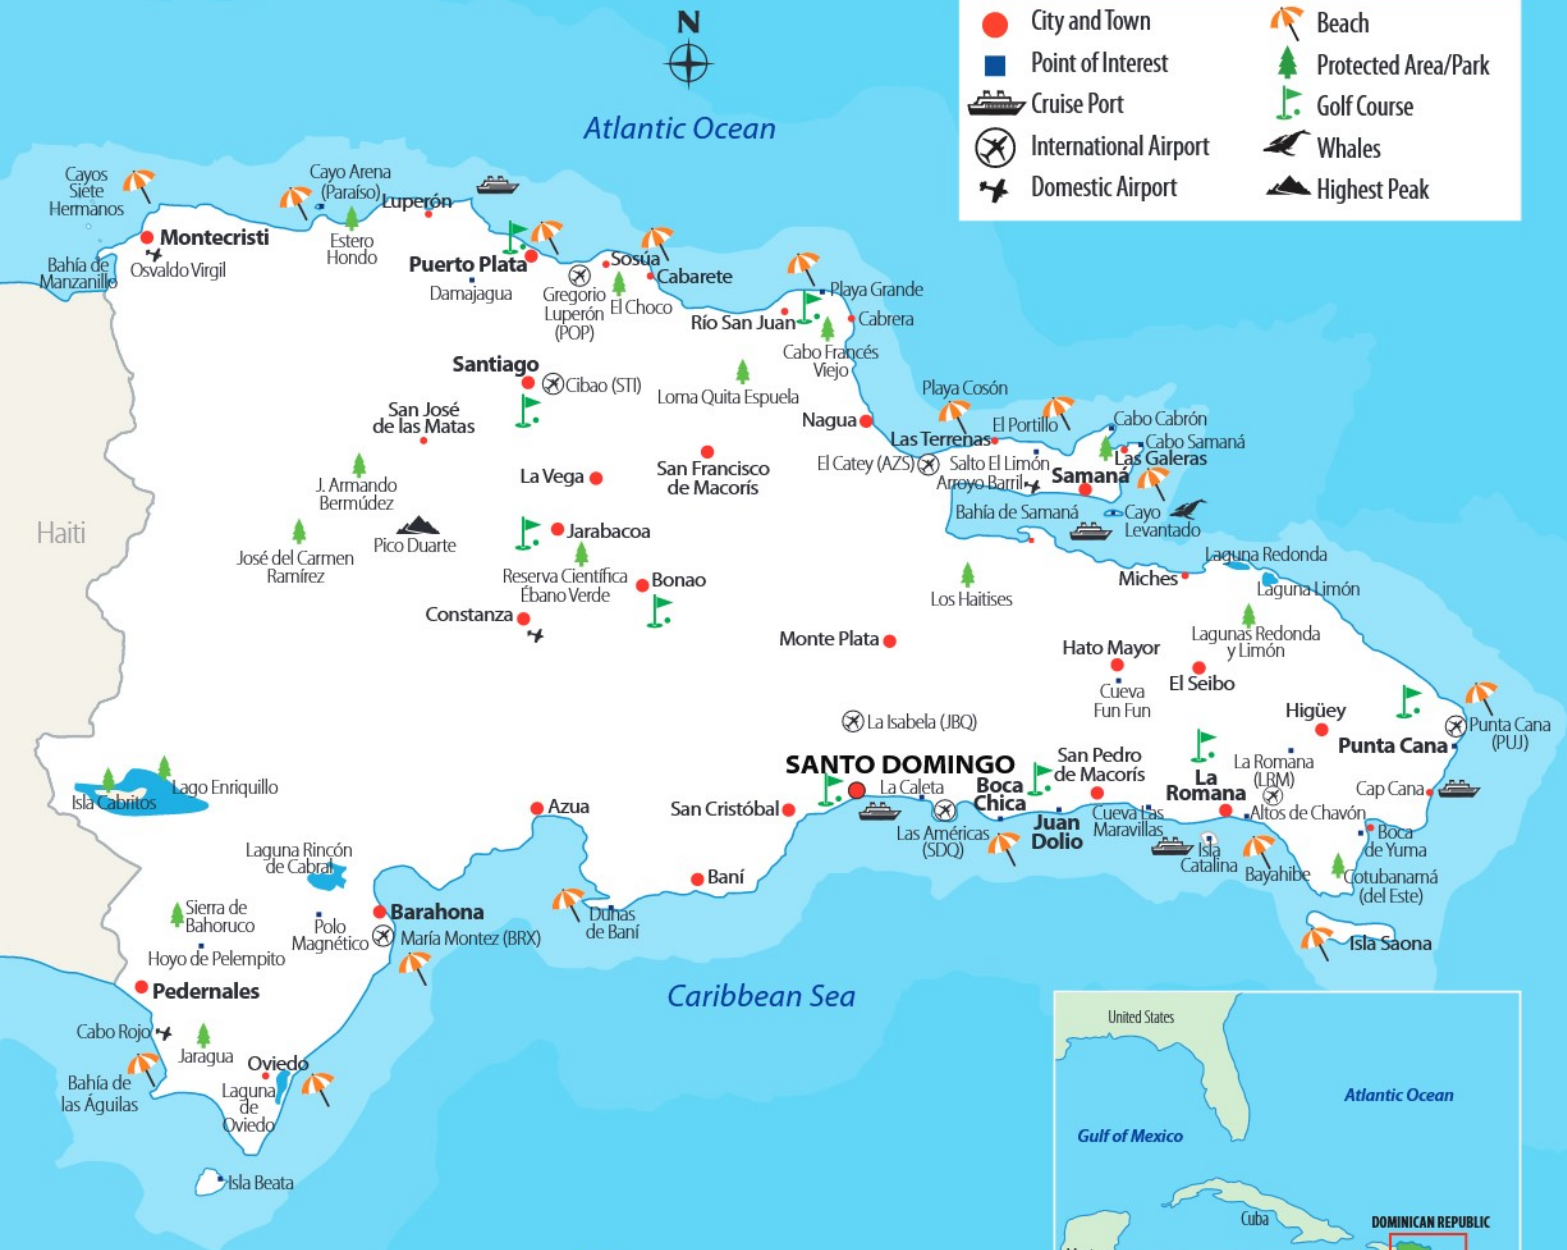 N
City and Town
Point of Interest
Cruise Port
International Airport
Domestic Airport
Beach
Protected Area/Park
Golf Course
Whales
Highest Peak
Atlantic Ocean
Cayos
Siete
Hermanos
Cayo Arena
(Paraíso)
Luperón
Montecristi
Osvaldo Virgil
Bahía de
Manzanillo
Estero
Hondo
Puerto Plata
Damajagua
Sosúa
Cabarete
Gregorio
Luperón
(POP)
El Choco
Playa Grande
Río San Juan
Cabrera
Cabo Francés
Viejo
Santiago
Cibao (STI)
Loma Quita Espuela
San José
de las Matas
Nagua
Playa Cosón
El Portillo
Cabo Cabrón
Las Terrenas
Cabo Samaná
Las Galeras
El Catey (AZS)
Salto El Limón
Arroyo Barril
Samaná
Bahía de Samaná
Cayo
Levantado
La Vega
San Francisco
de Macorís
J. Armando
Bermúdez
Haiti
Pico Duarte
Jarabacoa
José del Carmen
Ramírez
Reserva Científica
Ébano Verde
Bonao
Constanza
Los Haitises
Miches
Laguna Redonda
Laguna Limón
Lagunas Redonda
y Limón
Monte Plata
Hato Mayor
Cueva
Fun Fun
El Seibo
Higüey
La Isabela (JBQ)
Punta Cana
Punta Cana
(PUJ)
SANTO DOMINGO
La Caleta
Boca
Chica
San Pedro
de Macorís
La
Romana
La Romana
(LRM)
Cap Cana
Lago Enriquillo
Isla Cabritos
Azua
San Cristóbal
Las Américas
(SDQ)
Juan
Dolio
Cueva Las
Maravillas
Altos de Chavón
Isla
Catalina
Bayahibe
Boca
de Yuma
Cotubanamá
(del Este)
Laguna Rincón
de Cabral
Baní
Sierra de
Bahoruco
Polo
Magnético
Barahona
María Montez (BRX)
Dunas
de Baní
Hoyo de Pelempito
Isla Saona
Pedernales
Caribbean Sea
Cabo Rojo
Jaragua
Oviedo
Bahía de
las Águilas
Laguna
de
Oviedo
Isla Beata
United States
Atlantic Ocean
Gulf of Mexico
Cuba
DOMINICAN REPUBLIC